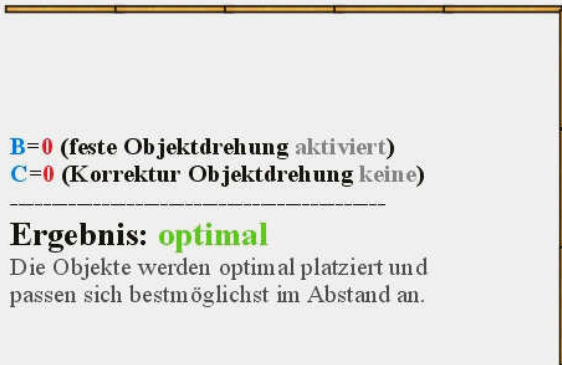 B=0 (feste Objektdrehung aktiviert)
C=0 (Korrektur Objektdrehung keine)
----------------------------------------------
Ergebnis: optimal
Die Objekte werden optimal platziert und
passen sich bestmöglichst im Abstand an.